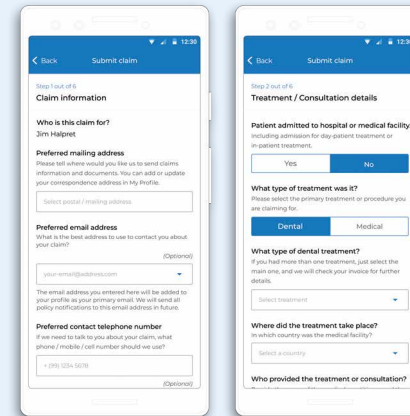 12:30
Back Submit claim
Step 1 out of 6
Claim information
Who is this claim for?
Jim Halpret
Preferred mailing address
Please tell where would you like us to send claims
information and documents. You can add or update
your correspondence address in My Profile.
Select postal / mailing address
Preferred email address
What is the best address to use to contact you about
your claim?
(Optional)
your-email@address.com
The email address you entered here will be added to
your profile as your primary email. We will send all
policy notifications to this email address in future.
Preferred contact telephone number
If we need to talk to you about your claim, what
phone / mobile / cell number should we use?
+ (99) 1234 5678
(Optional)
12:30
Back Submit claim
Step 2 out of 6
Treatment / Consultation details
Patient admitted to hospital or medical facility
Including admission for day-patient treatment or
in-patient treatment.
Yes No
What type of treatment was it?
Please select the primary treatment or procedure you
are claiming for.
Dental Medical
What type of dental treatment?
If you had more than one treatment, just select the
main one, and we will check your invoice for further
details.
Select treatment
Where did the treatment take place?
In which country was the medical facility?
Select a country
Who provided the treatment or consultation?